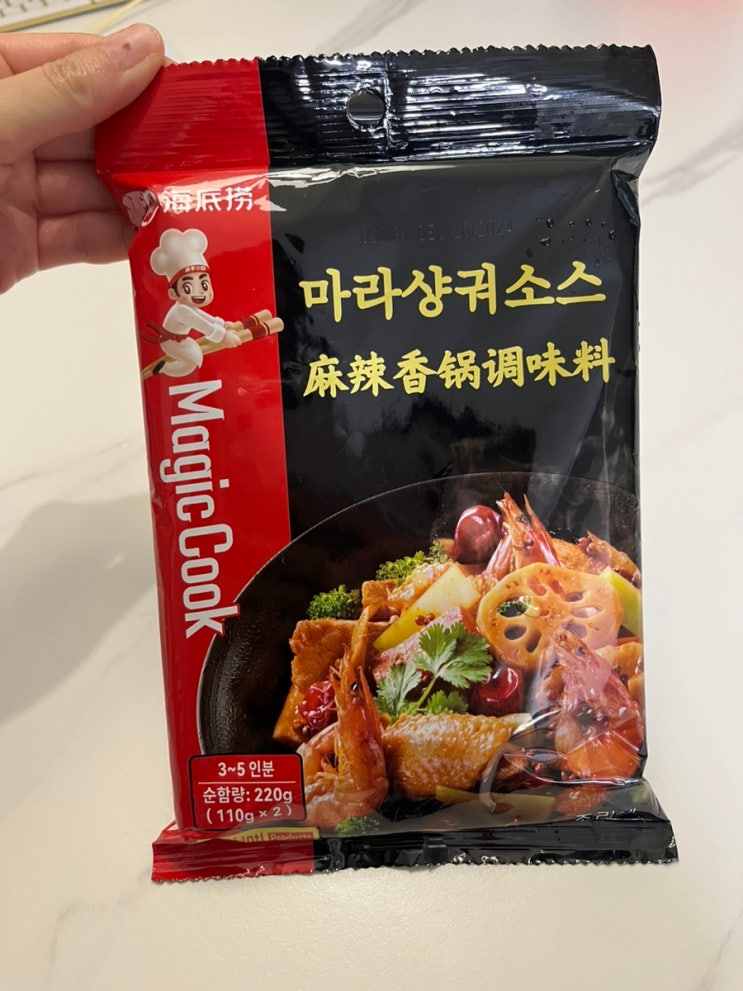 海底捞
마라샹궈소스
麻辣香锅调味料
Magic Cook
3~5 인분
순함량: 220g
(110g × 2)
Products